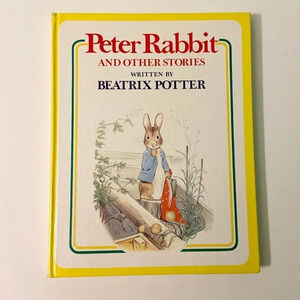 Peter Rabbit
AND OTHER STORIES
WRITTEN BY
BEATRIX POTTER